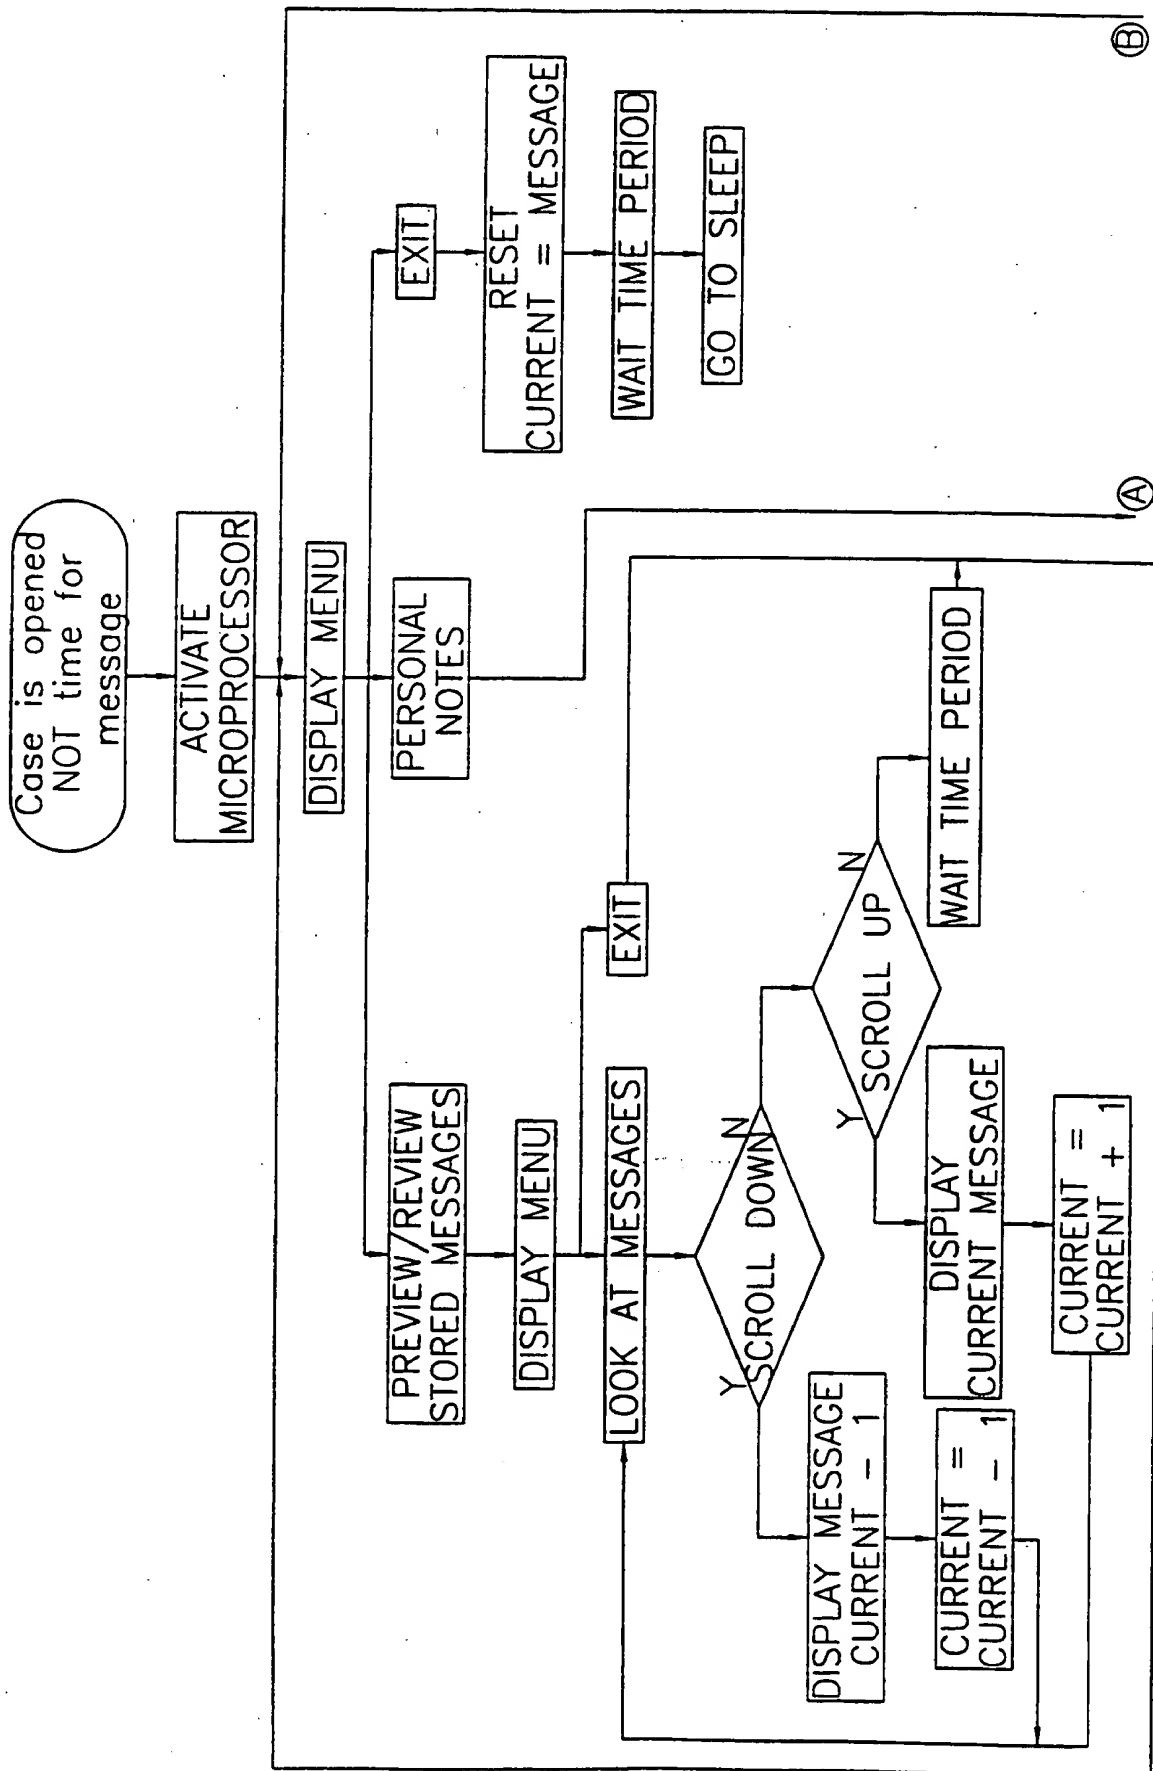 Case is opened
NOT time for
message
ACTIVATE
MICROPROCESSOR
DISPLAY MENU
PREVIEW/REVIEW
STORED MESSAGES
PERSONAL
NOTES
EXIT
DISPLAY MENU
RESET
CURRENT = MESSAGE
LOOK AT MESSAGES
EXIT
WAIT TIME PERIOD
GO TO SLEEP
Y
SCROLL DOWN
N
DISPLAY MESSAGE
CURRENT - 1
Y
SCROLL UP
N
CURRENT =
CURRENT - 1
DISPLAY
CURRENT MESSAGE
WAIT TIME PERIOD
CURRENT =
CURRENT + 1
A
B